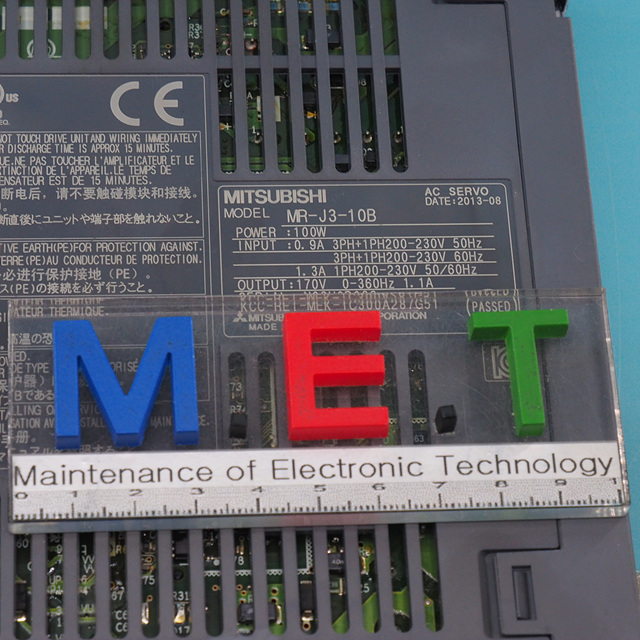 US
CE
NOT TOUCH DRIVE UNIT AND WIRING IMMEDIATELY
DISCHARGE TIME IS APPROX 15 MINUTES.
NE PAS TOUCHER L'AMPLIFICATEUR ET LE
DE L'APPAREIL. LE TEMPS DE
EST DE 15 MINUTES.
断电后，请不要触碰模块和接线。
断直後にユニットや端子部を触れないこと。
EARTH(PE)FOR PROTECTION AGAINST.
TERRE(PE)AU CONDUCTEUR DE PROTECTION.
必进行保护接地（PE）。
(PE)の接続を必ず行うこと。
MITSUBISHI
AC SERVO
DATE:2013-08
MODEL MR-J3-10B
POWER :100W
INPUT :0.9A 3PH+1PH200-230V 50Hz
3PH+1PH200-230V 60Hz
1.3A 1PH200-230V 50/60Hz
OUTPUT:170V 0-360Hz 1.1A
(PASSED)
MADE
THERMIQUE
M.E.T
Maintenance of Electronic Technology
0 1 2 3 4 5 6 7 8 9 1